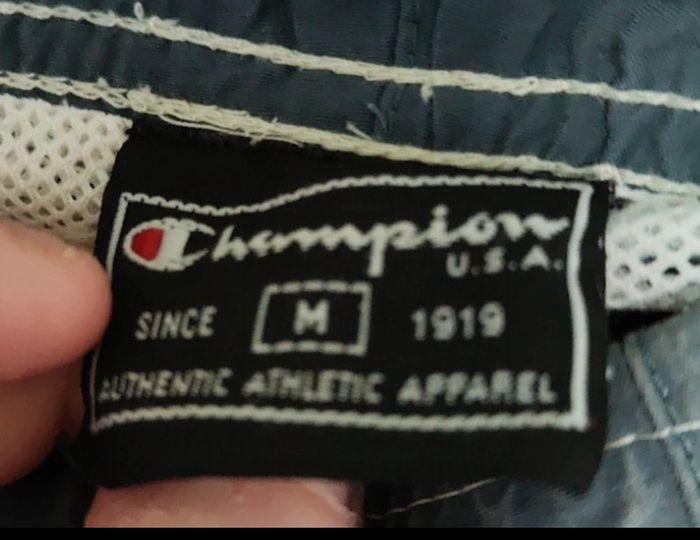 Champion
U.S.A.
SINCE M 1919
AUTHENTIC ATHLETIC APPAREL